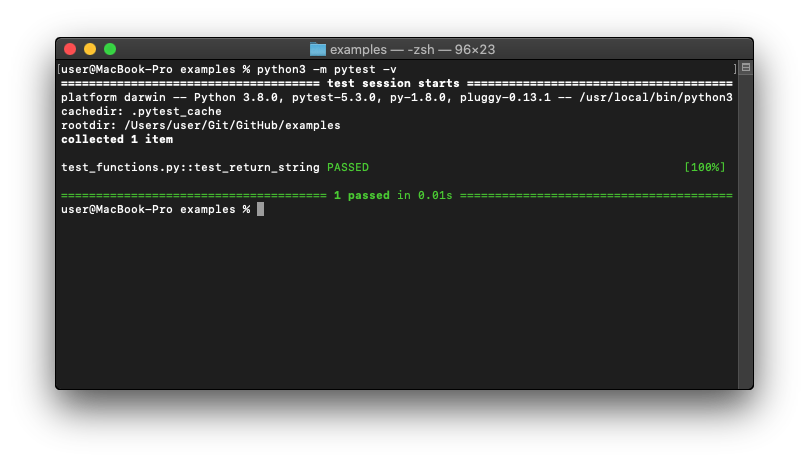 examples — -zsh — 96×23
[user@MacBook-Pro examples % python3 -m pytest -v ]
===================================== test session starts ======================================
platform darwin -- Python 3.8.0, pytest-5.3.0, py-1.8.0, pluggy-0.13.1 -- /usr/local/bin/python3
cachedir: .pytest_cache
rootdir: /Users/user/Git/GitHub/examples
collected 1 item
test_functions.py::test_return_string PASSED [100%]
====================================== 1 passed in 0.01s =======================================
user@MacBook-Pro examples %